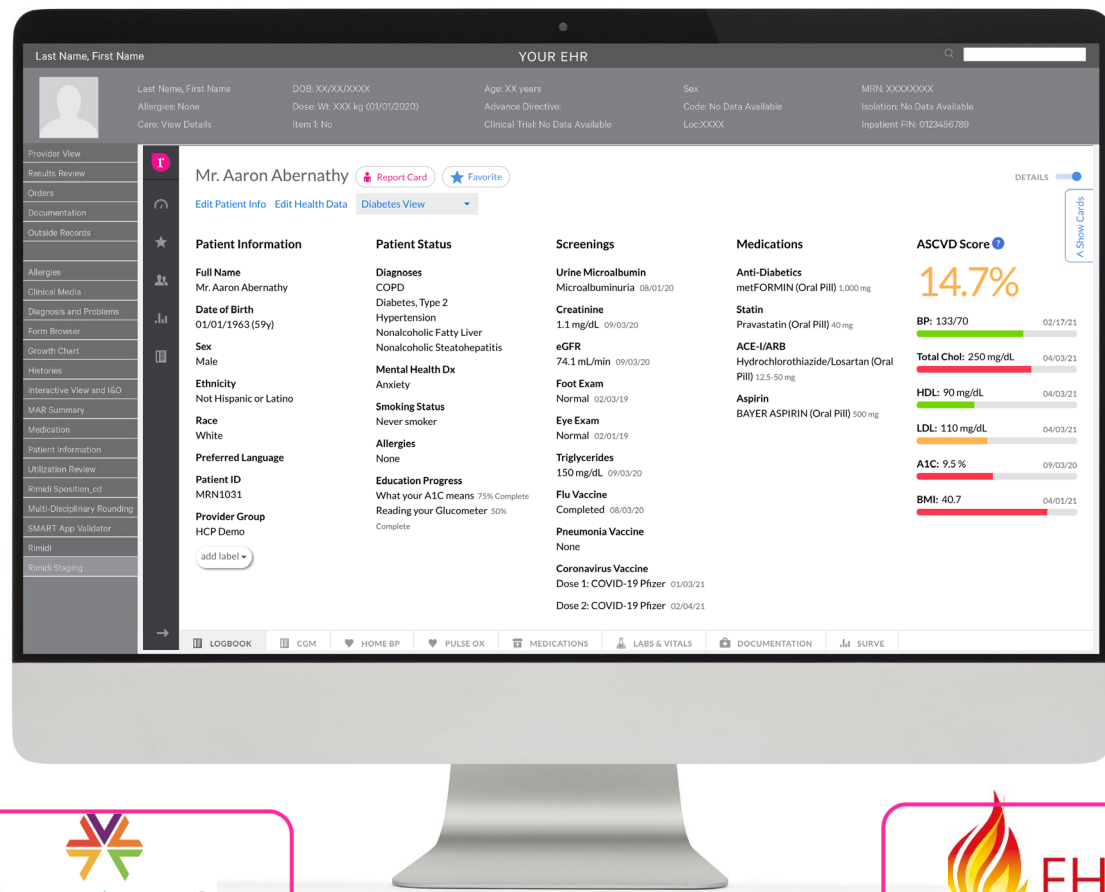 Last Name, First Name
YOUR EHR
Last Name, First Name
DOB: XX/XX/XXXX
Age: XX years
Sex
MRN: XXXXXXXX
Allergies: None
Dose: Wt: XXX kg (01/01/2020)
Advance Directive:
Code: No Data Available
Isolation: No Data Available
Care: View Details
Item 1: No
Clinical Trial: No Data Available
Loc:XXXX
Inpatient FIN: 0123456789
Provider View
Results Review
Orders
Documentation
Outside Records
Allergies
Clinical Media
Diagnosis and Problems
Form Browser
Growth Chart
Histories
Interactive View and I&O
MAR Summary
Medication
Patient Information
Utilization Review
Rimidi Sposition_cd
Multi-Disciplinary Rounding
SMART App Validator
Rimidi
Rimidi Staging
r
Mr. Aaron Abernathy
Report Card
Favorite
DETAILS
Edit Patient Info
Edit Health Data
Diabetes View
Show Cards
Patient Information
Full Name
Mr. Aaron Abernathy
Date of Birth
01/01/1963 (59y)
Sex
Male
Ethnicity
Not Hispanic or Latino
Race
White
Preferred Language
Patient ID
MRN1031
Provider Group
HCP Demo
add label
Patient Status
Diagnoses
COPD
Diabetes, Type 2
Hypertension
Nonalcoholic Fatty Liver
Nonalcoholic Steatohepatitis
Mental Health Dx
Anxiety
Smoking Status
Never smoker
Allergies
None
Education Progress
What your A1C means 75% Complete
Reading your Glucometer 50%
Complete
Screenings
Urine Microalbumin
Microalbuminuria 08/01/20
Creatinine
1.1 mg/dL 09/03/20
eGFR
74.1 mL/min 09/03/20
Foot Exam
Normal 02/03/19
Eye Exam
Normal 02/01/19
Triglycerides
150 mg/dL 09/03/20
Flu Vaccine
Completed 08/03/20
Pneumonia Vaccine
None
Coronavirus Vaccine
Dose 1: COVID-19 Pfizer 01/03/21
Dose 2: COVID-19 Pfizer 02/04/21
Medications
Anti-Diabetics
metFORMIN (Oral Pill) 1,000 mg
Statin
Pravastatin (Oral Pill) 40 mg
ACE-I/ARB
Hydrochlorothiazide/Losartan (Oral
Pill) 12.5-50 mg
Aspirin
BAYER ASPIRIN (Oral Pill) 500 mg
ASCVD Score ?
14.7%
BP: 133/70 02/17/21
Total Chol: 250 mg/dL 04/03/21
HDL: 90 mg/dL 04/03/21
LDL: 110 mg/dL 04/03/21
A1C: 9.5 % 09/03/20
BMI: 40.7 04/01/21
LOGBOOK
CGM
HOME BP
PULSE OX
MEDICATIONS
LABS & VITALS
DOCUMENTATION
SURVE
FH